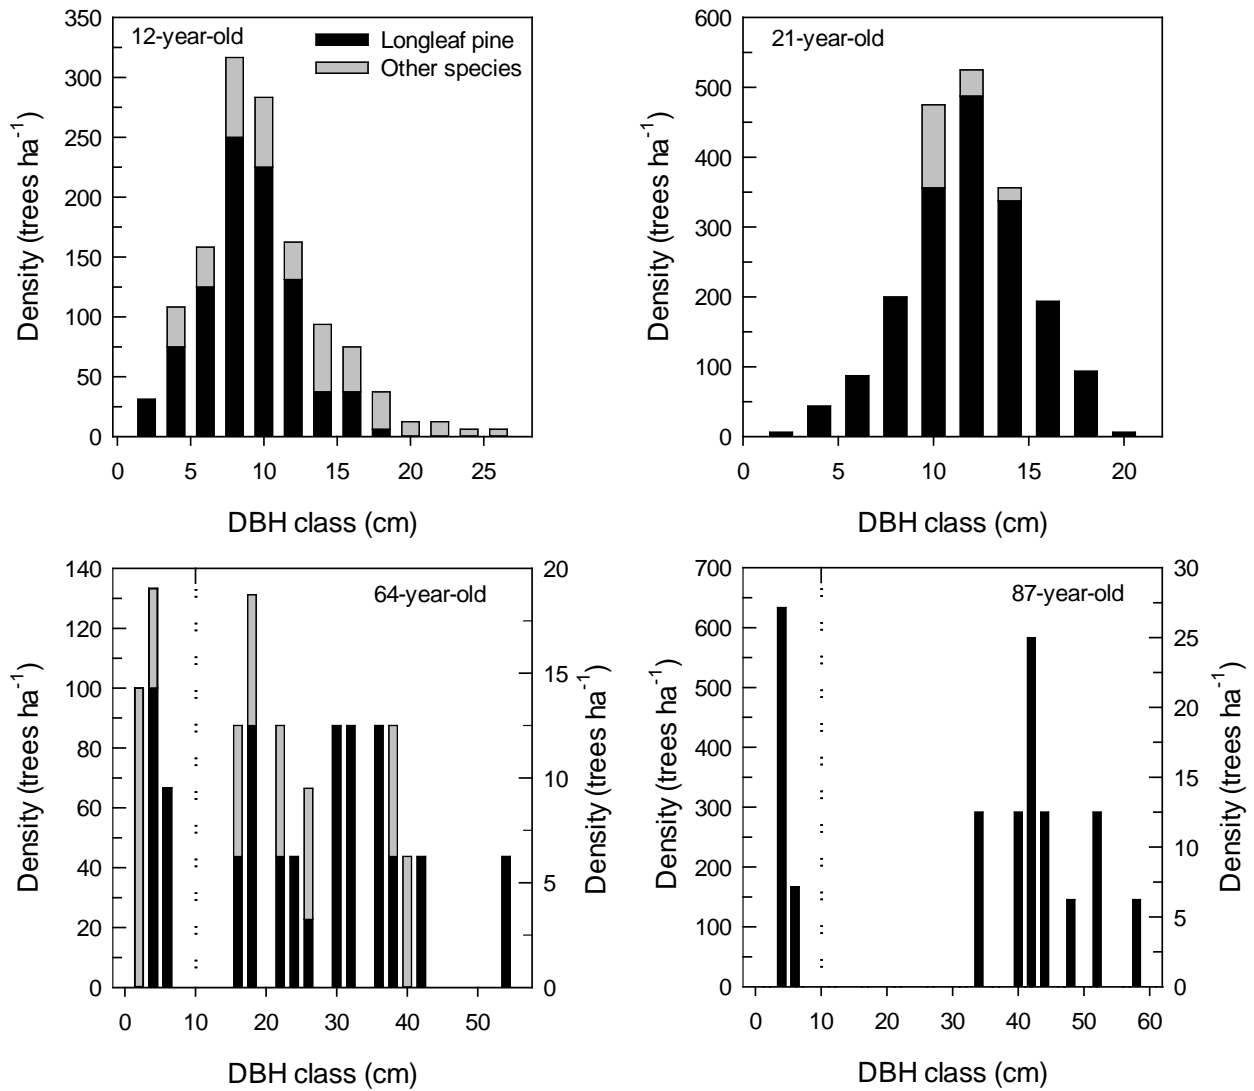 12-year-old
Longleaf pine
Other species
Density (trees ha⁻¹)
350
300
250
200
150
100
50
0
0 5 10 15 20 25
DBH class (cm)
21-year-old
Density (trees ha⁻¹)
600
500
400
300
200
100
0
0 5 10 15 20
DBH class (cm)
64-year-old
Density (trees ha⁻¹)
140
120
100
80
60
40
20
0
20
15
10
5
0
Density (trees ha⁻¹)
0 10 20 30 40 50
DBH class (cm)
87-year-old
Density (trees ha⁻¹)
700
600
500
400
300
200
100
0
30
25
20
15
10
5
0
Density (trees ha⁻¹)
0 10 20 30 40 50 60
DBH class (cm)